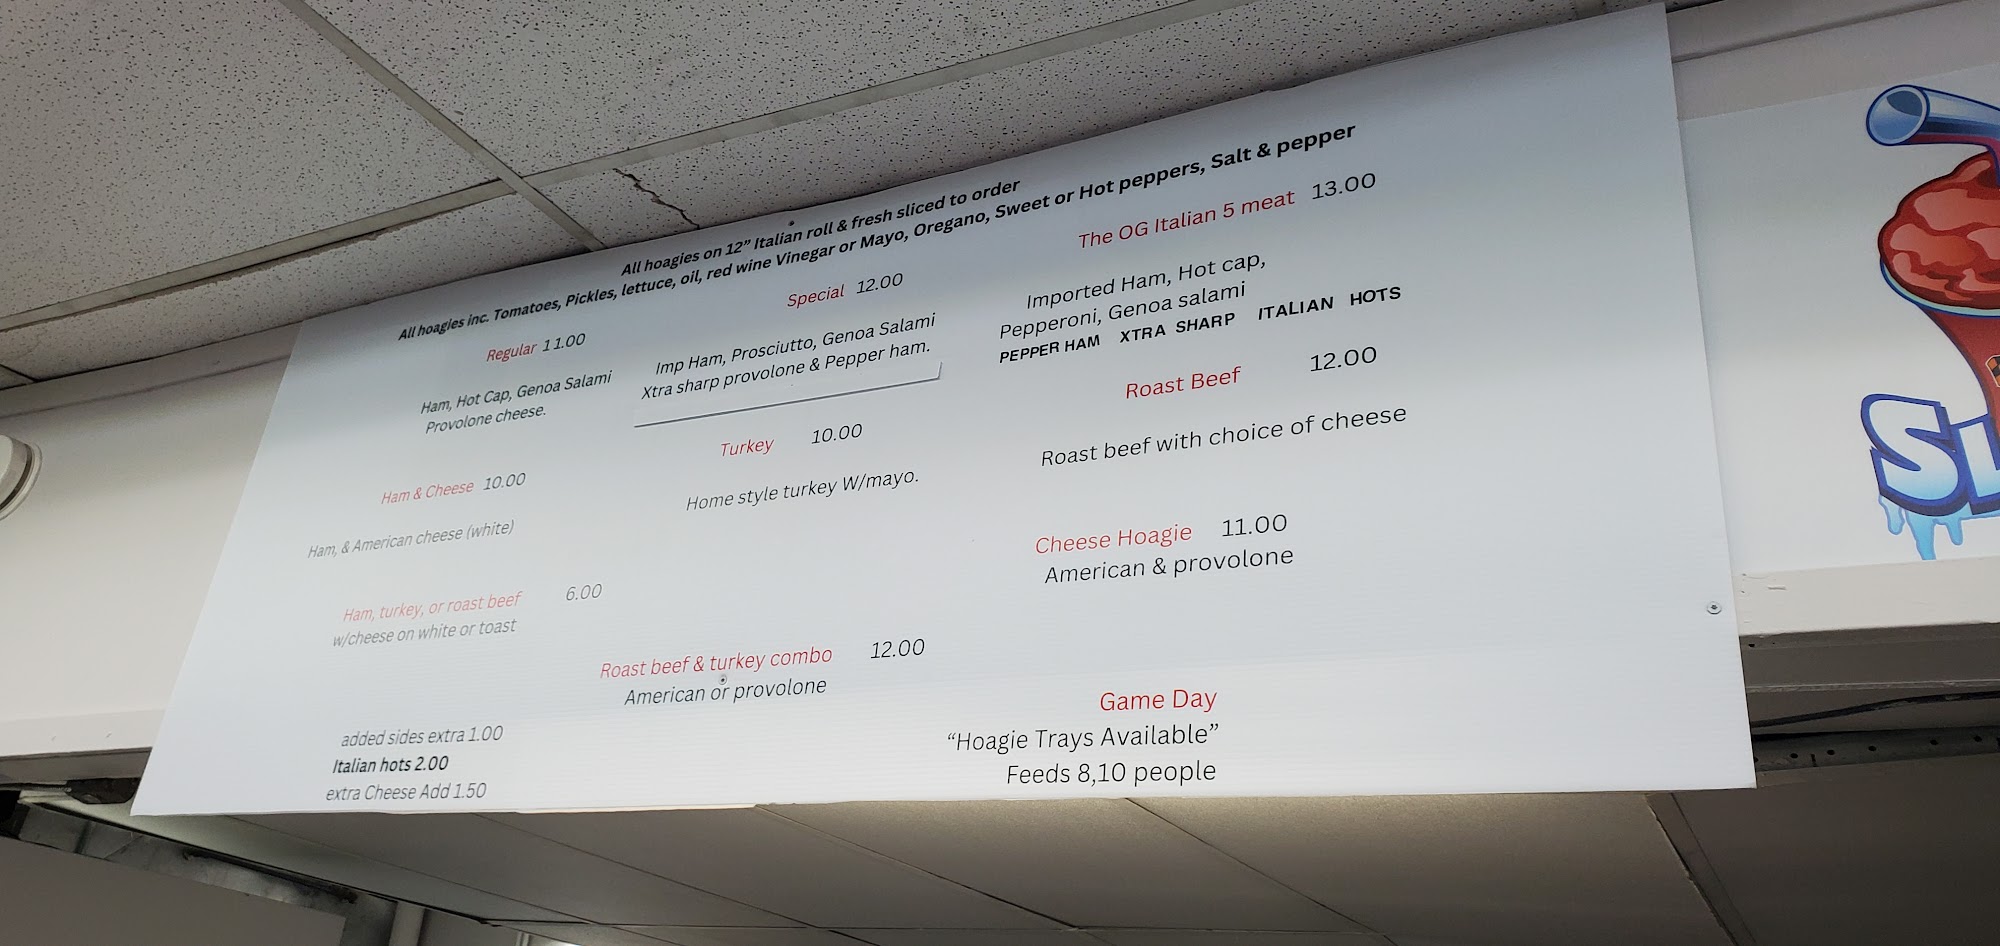 All hoagies on 12” Italian roll & fresh sliced to order
All hoagies inc. Tomatoes, Pickles, lettuce, oil, red wine Vinegar or Mayo, Oregano, Sweet or Hot peppers, Salt & pepper
Regular 11.00
Ham, Hot Cap, Genoa Salami
Provolone cheese.
Ham & Cheese 10.00
Ham, & American cheese (white)
Ham, turkey, or roast beef 6.00
w/cheese on white or toast
added sides extra 1.00
Italian hots 2.00
extra Cheese Add 1.50
Special 12.00
Imp Ham, Prosciutto, Genoa Salami
Xtra sharp provolone & Pepper ham.
Turkey 10.00
Home style turkey W/mayo.
Roast beef & turkey combo 12.00
American or provolone
The OG Italian 5 meat 13.00
Imported Ham, Hot cap,
Pepperoni, Genoa salami
PEPPER HAM XTRA SHARP ITALIAN HOTS
Roast Beef 12.00
Roast beef with choice of cheese
Cheese Hoagie 11.00
American & provolone
Game Day
“Hoagie Trays Available”
Feeds 8,10 people